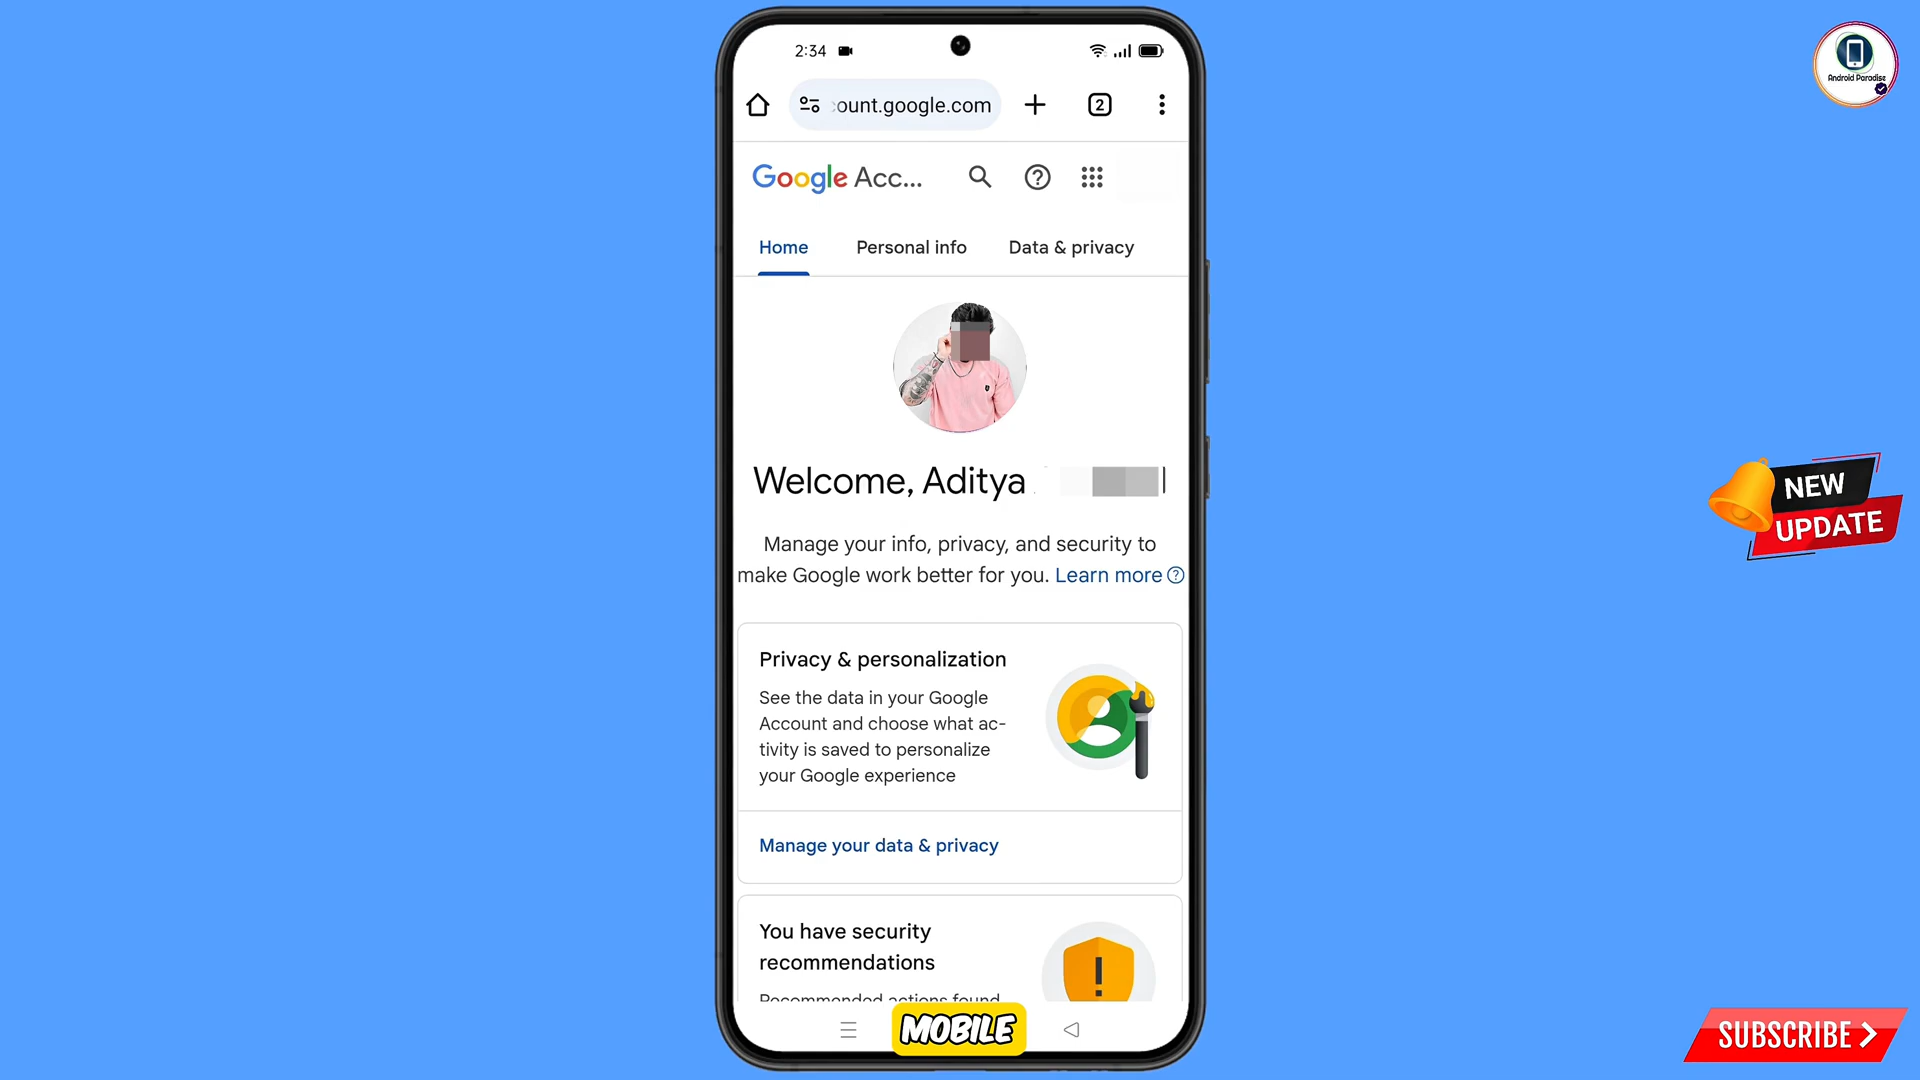 2:34
Android Paradise
:ount.google.com
2
Google Acc...
Home Personal info Data & privacy
Welcome, Aditya
Manage your info, privacy, and security to
make Google work better for you. Learn more
Privacy & personalization
See the data in your Google
Account and choose what ac-
tivity is saved to personalize
your Google experience
Manage your data & privacy
NEW
UPDATE
You have security
recommendations
Recommended actions found
MOBILE
SUBSCRIBE